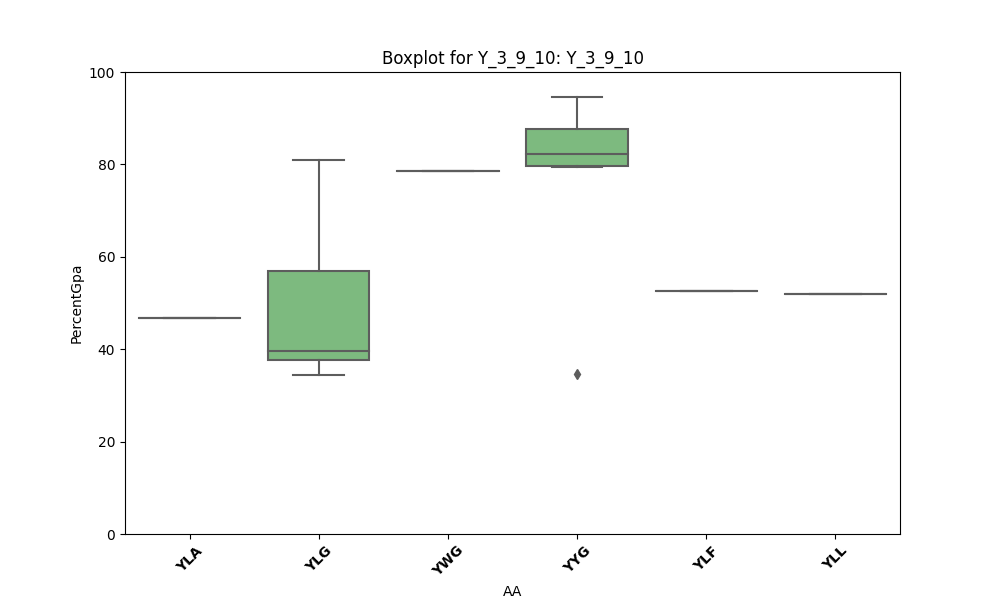 Boxplot for Y_3_9_10: Y_3_9_10
100
80
60
40
20
0
PercentGpa
YLA
YLG
YWG
YYG
YLF
YLL
AA